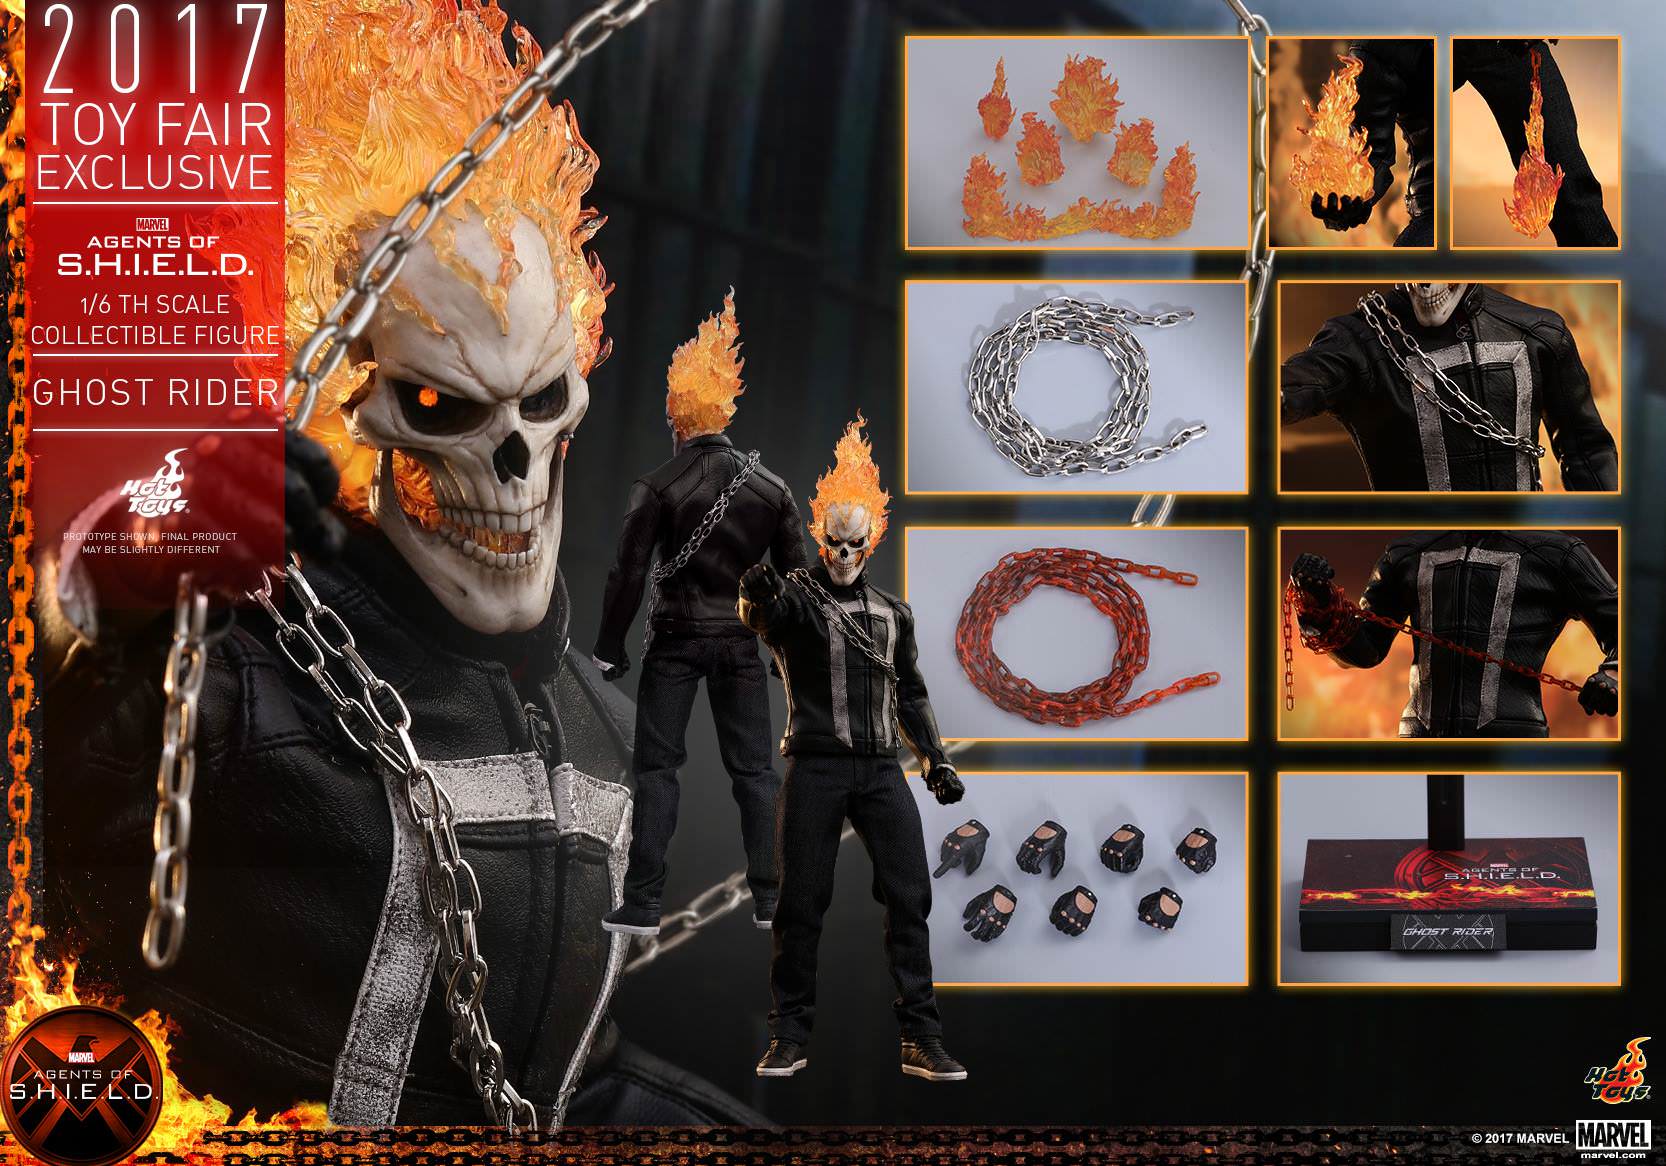 2017
TOY FAIR
EXCLUSIVE
MARVEL
AGENTS OF
S.H.I.E.L.D.
1/6 TH SCALE
COLLECTIBLE FIGURE
GHOST RIDER
Hot
Toys®
PROTOTYPE SHOWN, FINAL PRODUCT
MAY BE SLIGHTLY DIFFERENT
MARVEL
AGENTS OF
S.H.I.E.L.D.
GHOST RIDER
MARVEL
AGENTS OF
S.H.I.E.L.D.
Hot
Toys®
© 2017 MARVEL
MARVEL
marvel.com